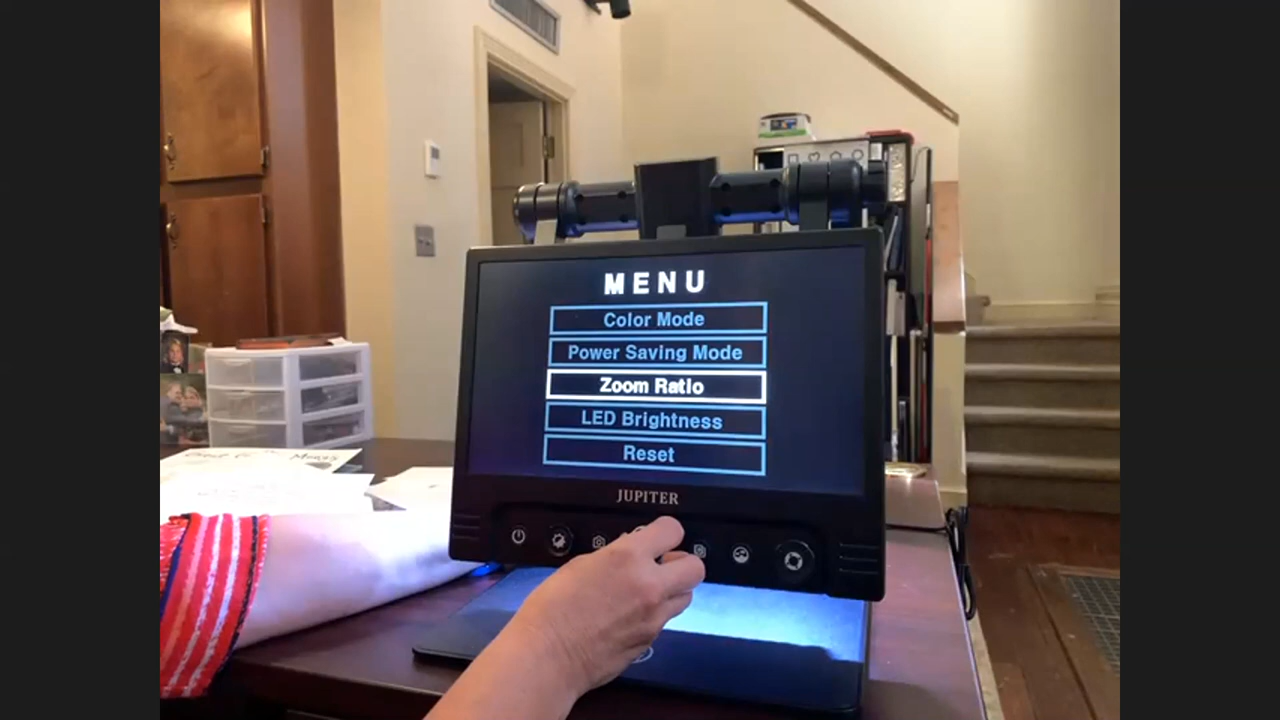 MENU
Color Mode
Power Saving Mode
Zoom Ratio
LED Brightness
Reset
JUPITER